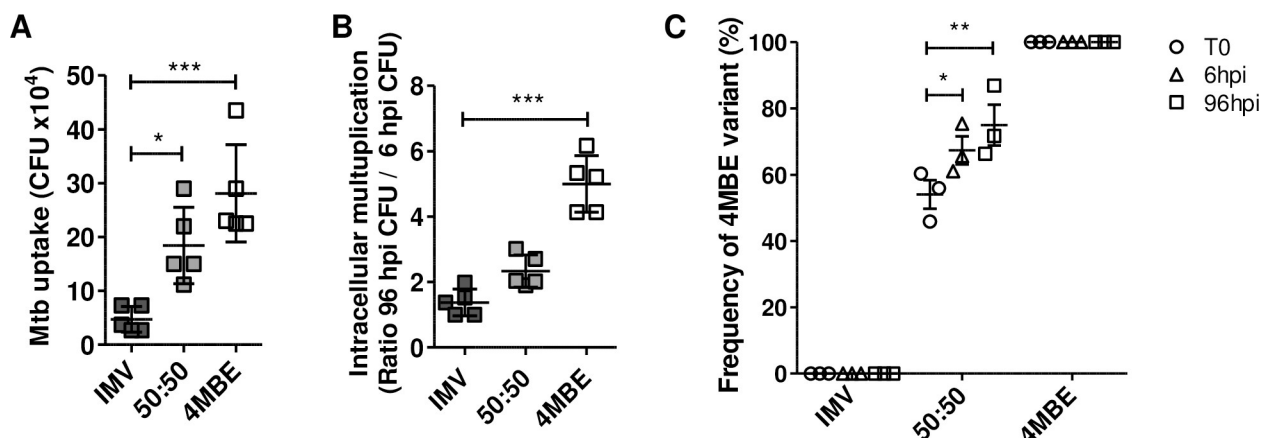 A
Mtb uptake (CFU x10⁴)
50
40
30
20
10
0
***
*
IMV
50:50
4MBE
B
Intracellular multuplication
(Ratio 96 hpi CFU / 6 hpi CFU)
8
6
4
2
0
***
IMV
50:50
4MBE
C
Frequency of 4MBE variant (%)
100
80
60
40
20
0
**
*
IMV
50:50
4MBE
T0
6hpi
96hpi